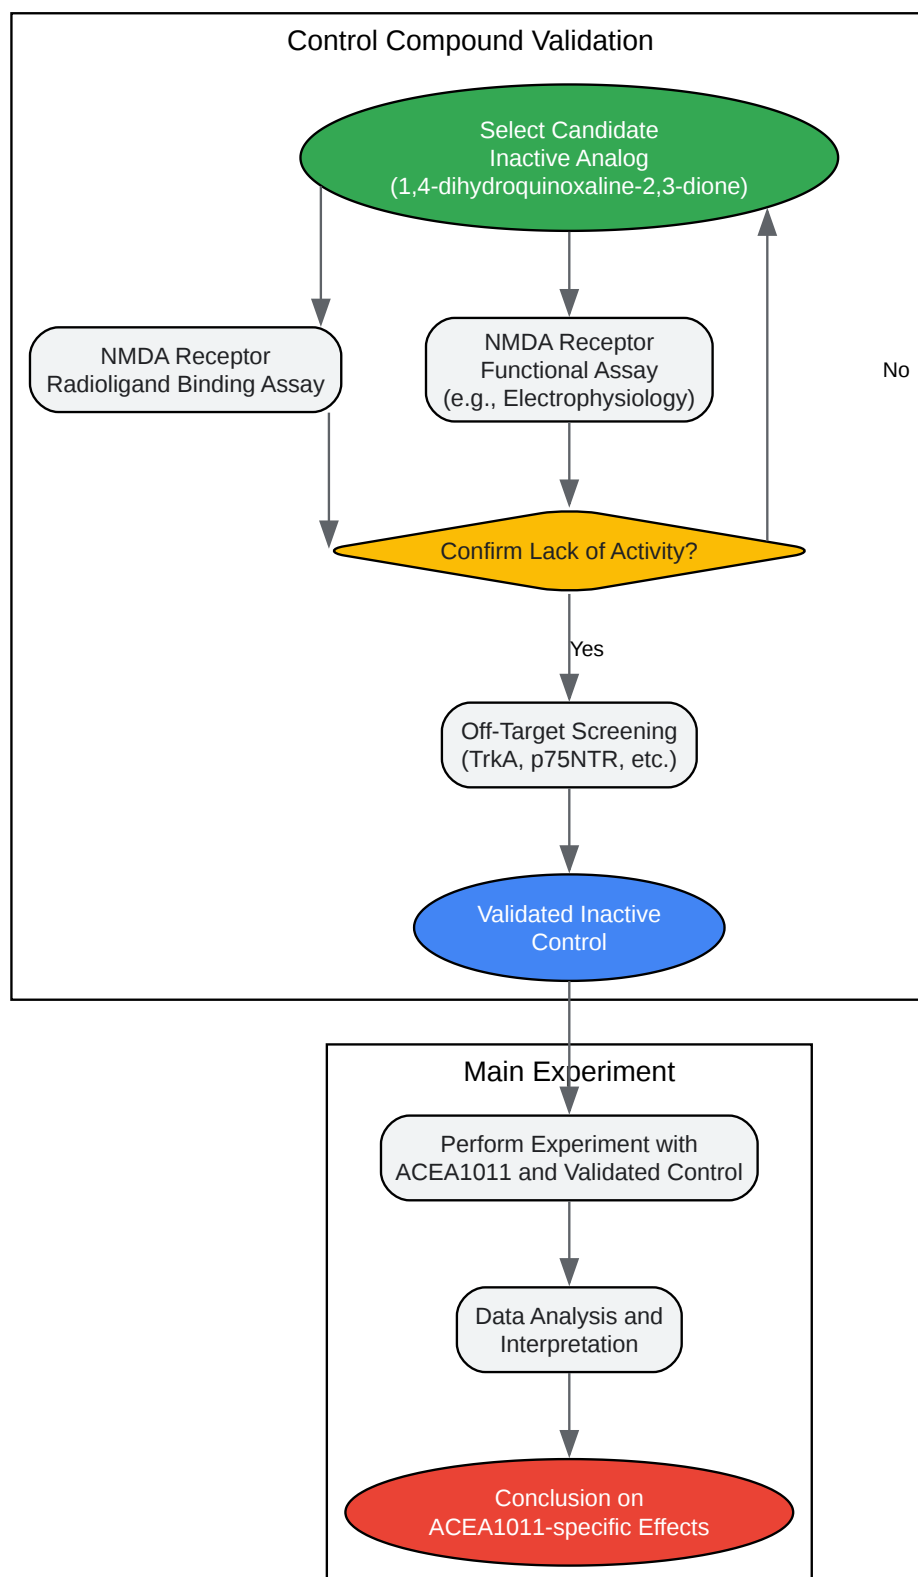 Control Compound Validation
Select Candidate
Inactive Analog
(1,4-dihydroquinoxaline-2,3-dione)
NMDA Receptor
Radioligand Binding Assay
NMDA Receptor
Functional Assay
(e.g., Electrophysiology)
No
Confirm Lack of Activity?
Yes
Off-Target Screening
(TrkA, p75NTR, etc.)
Validated Inactive
Control
Main Experiment
Perform Experiment with
ACEA1011 and Validated Control
Data Analysis and
Interpretation
Conclusion on
ACEA1011-specific Effects